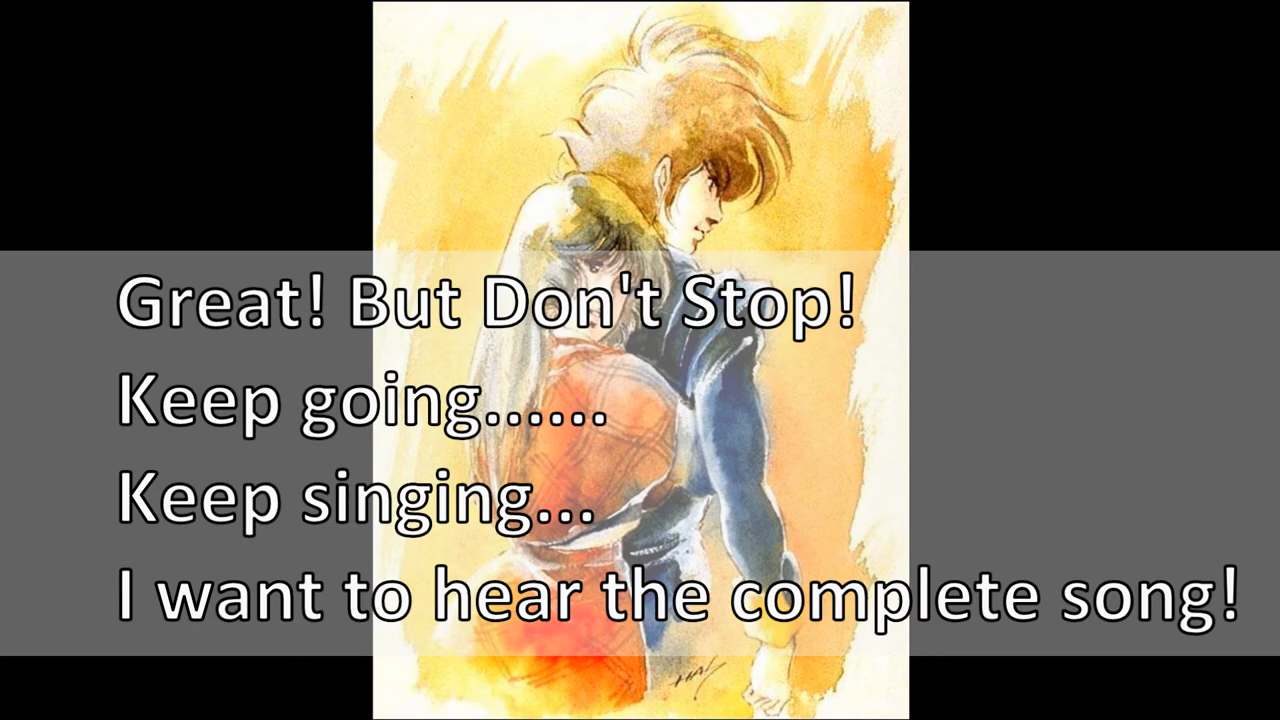 Great! But Don't Stop!
Keep going......
Keep singing...
I want to hear the complete song!